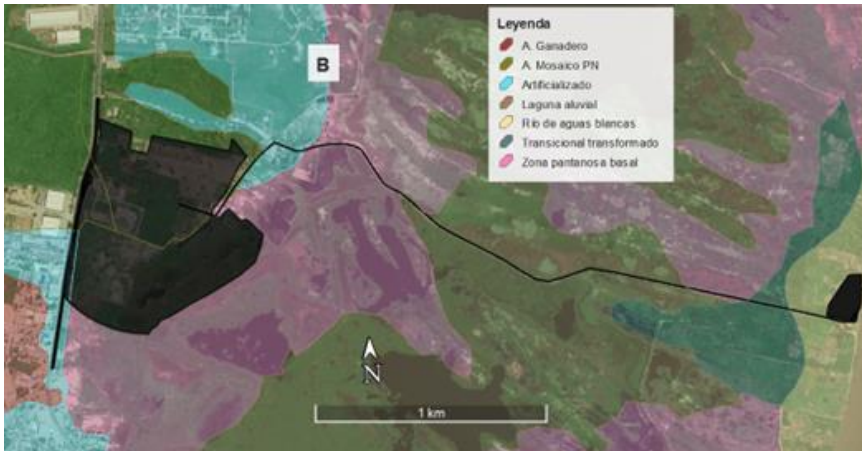 Leyenda
B
A. Ganadero
A. Mosaico PN
Artificializado
Laguna aluvial
Río de aguas blancas
Transicional transformado
Zona pantanosa basal
N
1 km